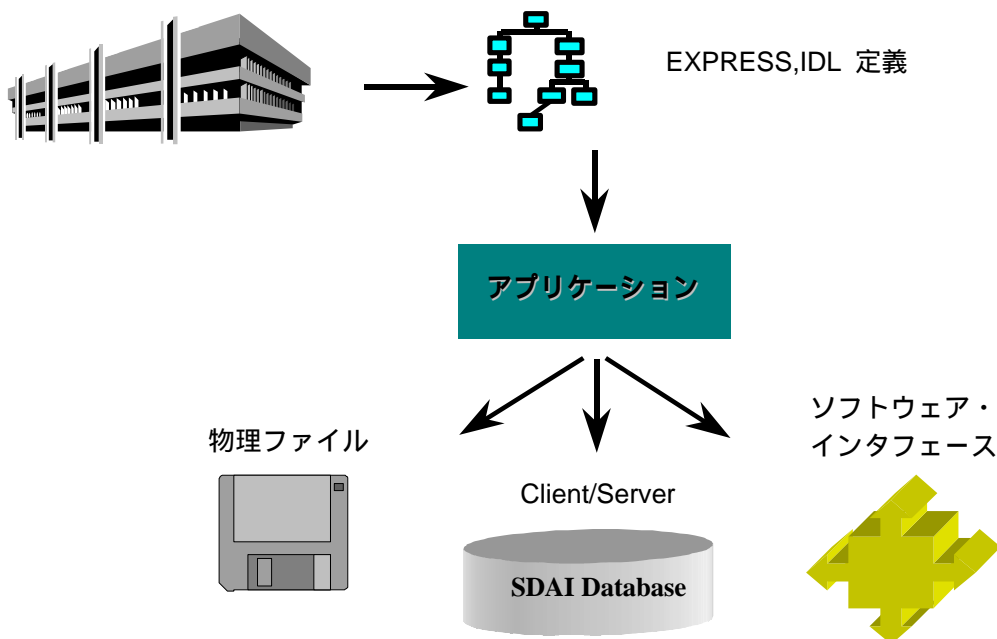 EXPRESS,IDL 定義
アプリケーション
ソフトウェア・
インタフェース
物理ファイル
Client/Server
SDAI Database